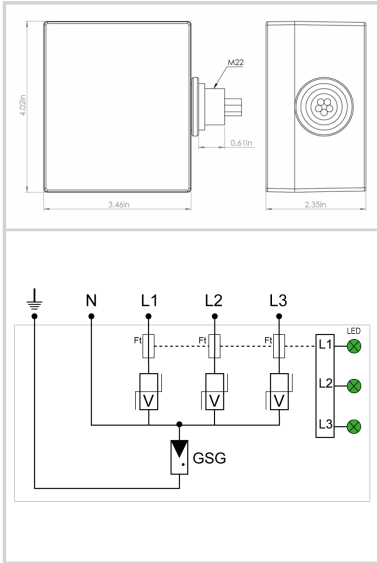 M22
4.02in
0.61in
3.46in
2.35in
N L1 L2 L3
LED
Ft Ft Ft L1
V V V L2
L3
GSG